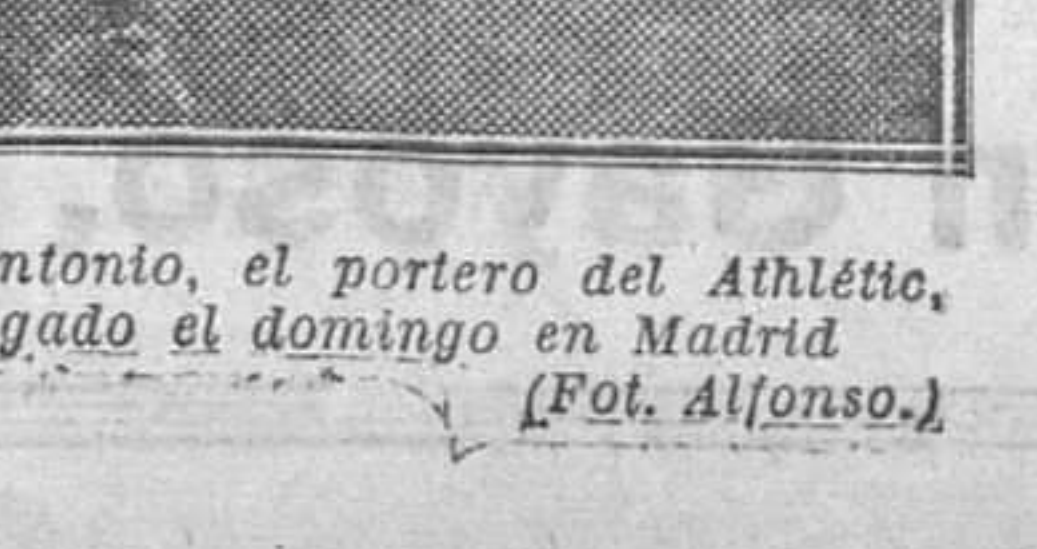 ntonio, el portero del Athlétic,
gado el domingo en Madrid
(Fot. Alfonso.)